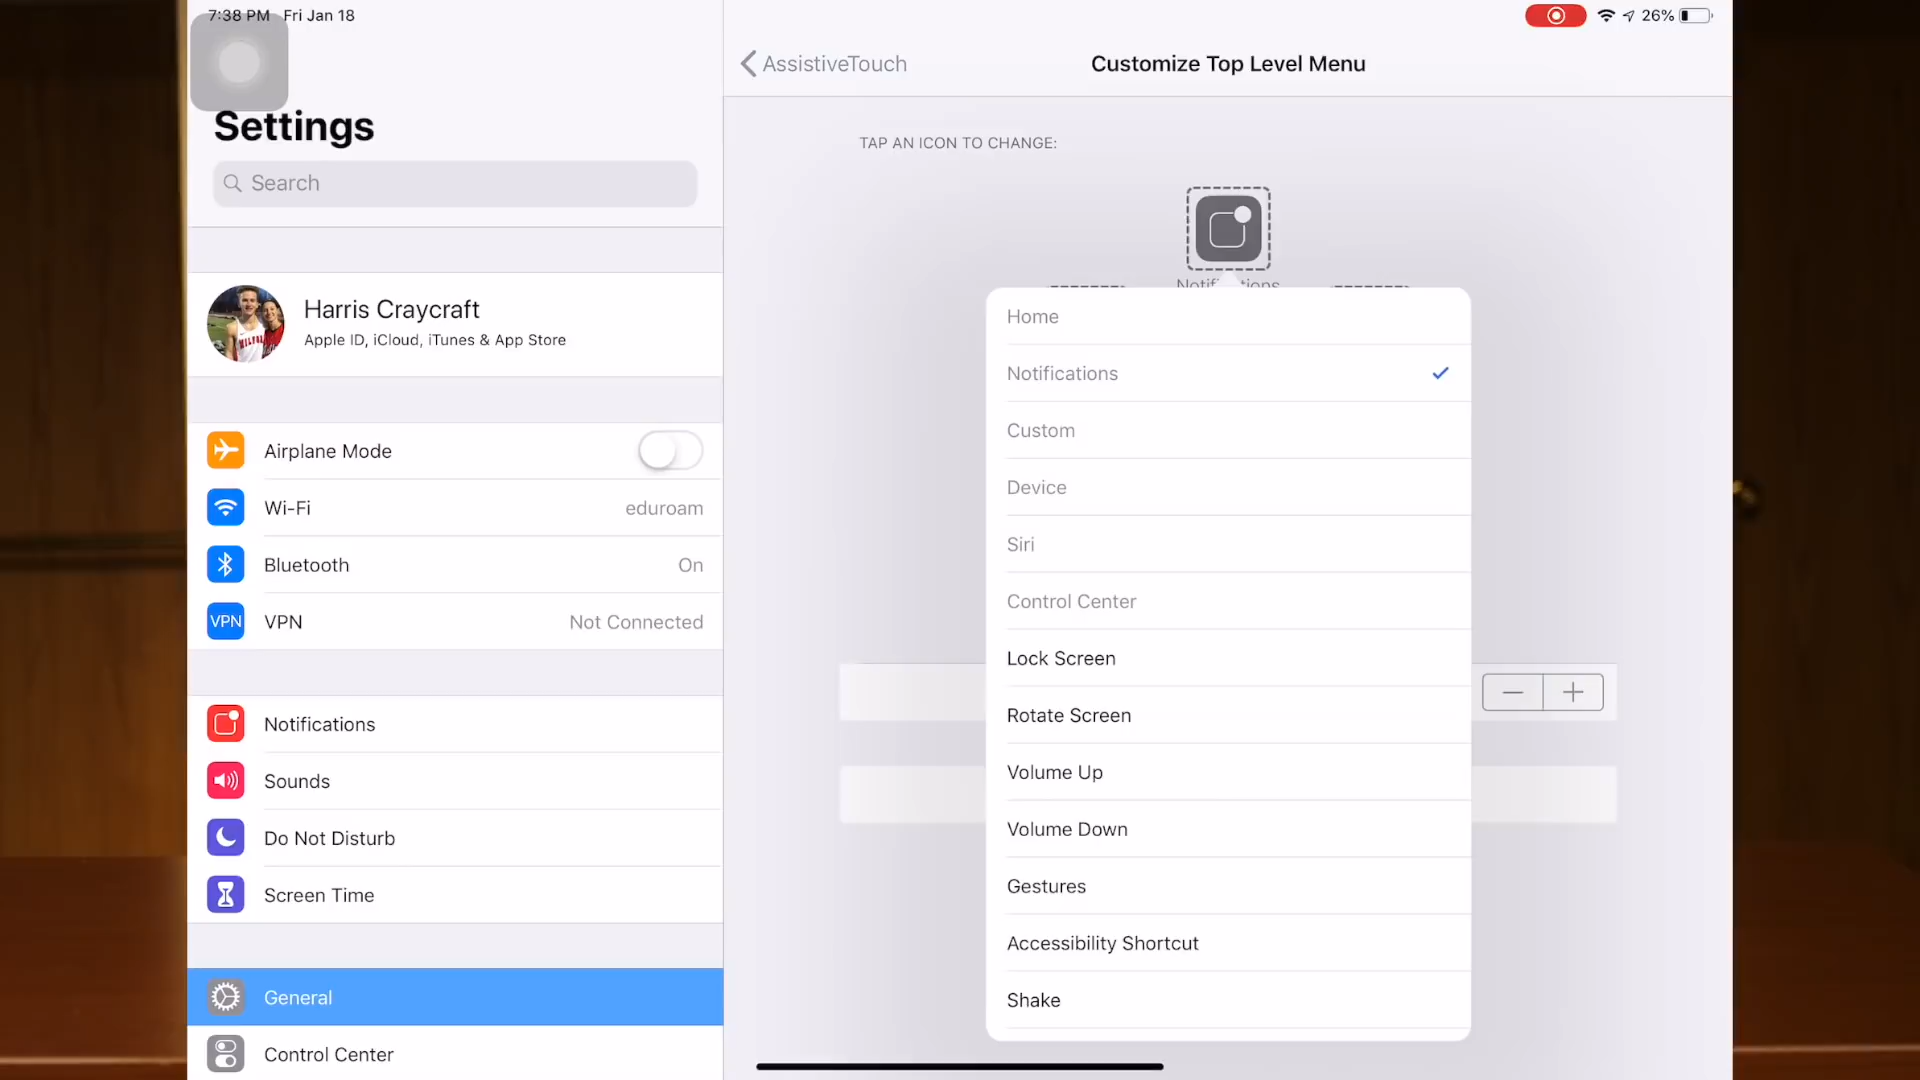 7:38 PM Fri Jan 18
26%
Settings
Search
Harris Craycraft
Apple ID, iCloud, iTunes & App Store
Airplane Mode
Wi-Fi eduroam
Bluetooth On
VPN VPN Not Connected
Notifications
Sounds
Do Not Disturb
Screen Time
General
Control Center
AssistiveTouch
Customize Top Level Menu
TAP AN ICON TO CHANGE:
Notifications
Home
Notifications
Custom
Device
Siri
Control Center
Lock Screen
Rotate Screen
Volume Up
Volume Down
Gestures
Accessibility Shortcut
Shake